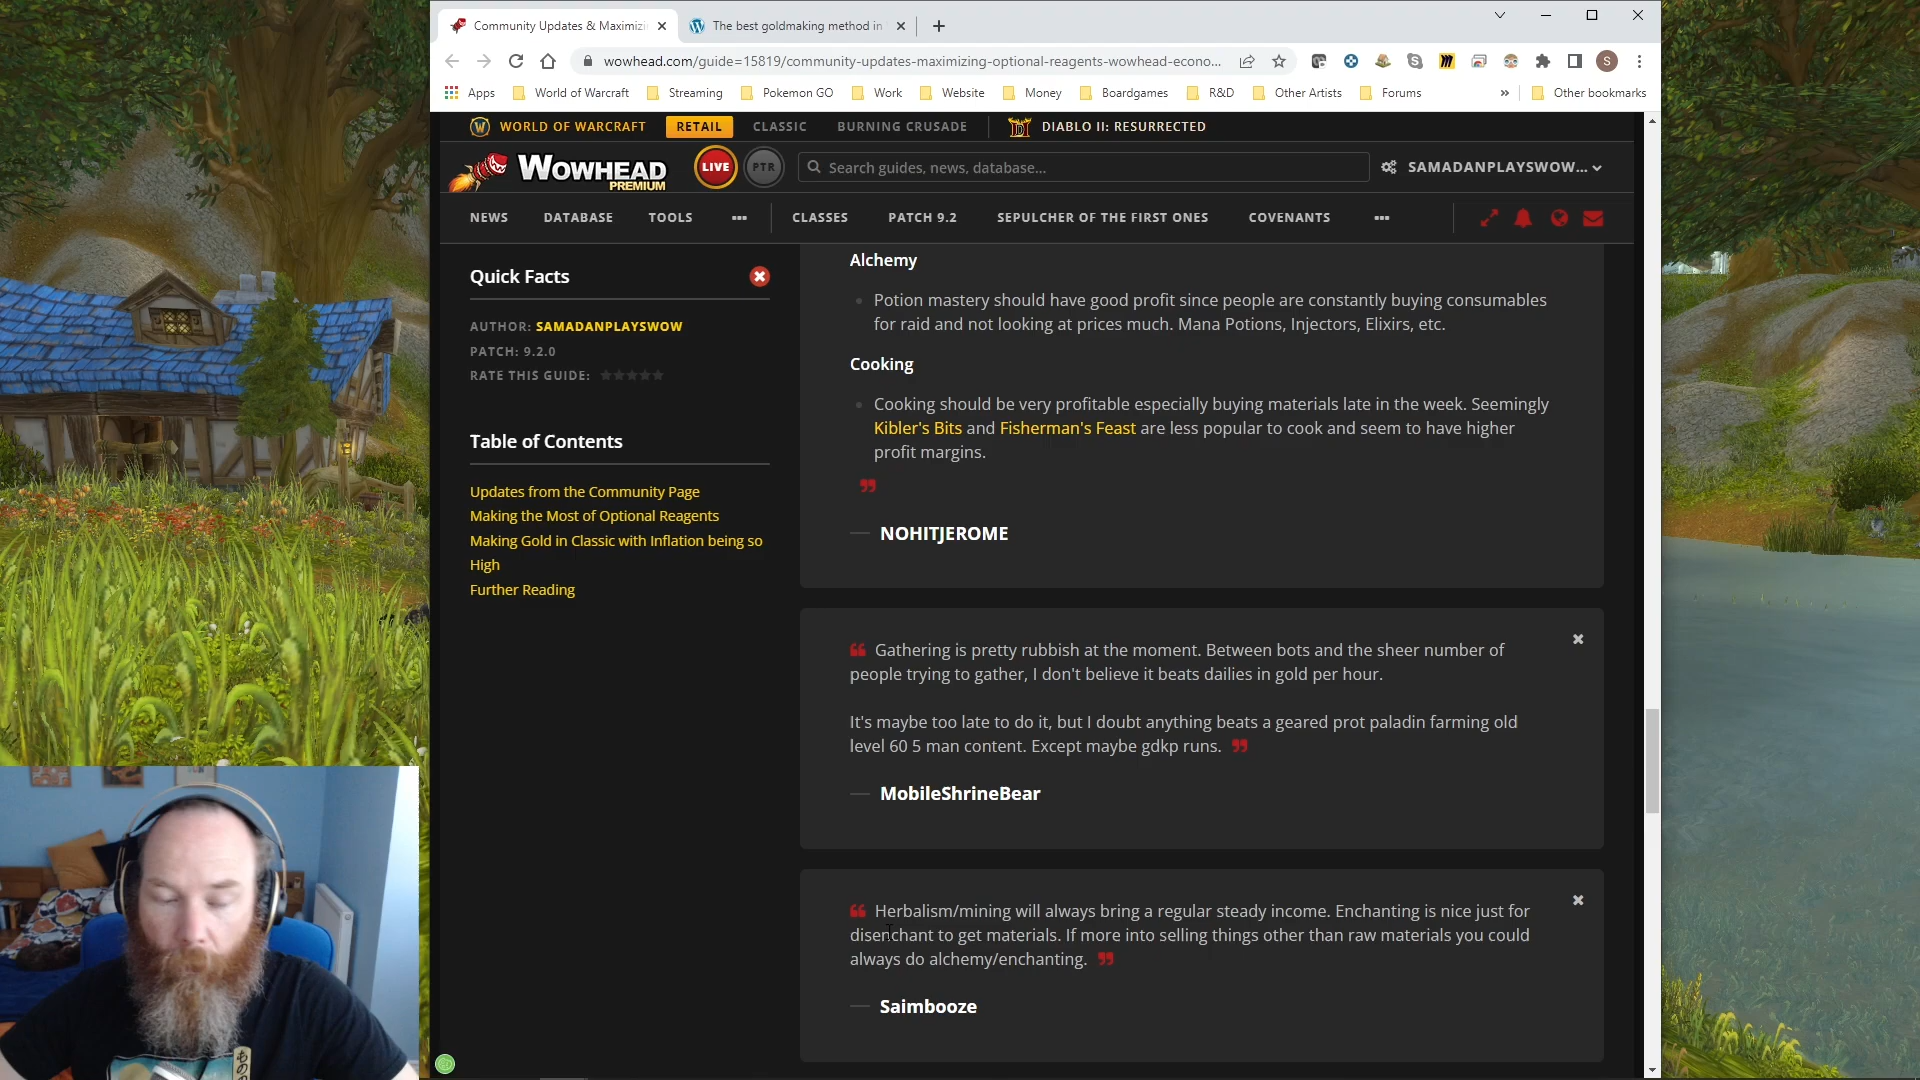 Community Updates & Maximizi
The best goldmaking method in
wowhead.com/guide=15819/community-updates-maximizing-optional-reagents-wowhead-econo...
S
Apps
World of Warcraft
Streaming
Pokemon GO
Work
Website
Money
Boardgames
R&D
Other Artists
Forums
»
Other bookmarks
WORLD OF WARCRAFT
RETAIL
CLASSIC
BURNING CRUSADE
DIABLO II: RESURRECTED
WOWHEAD
PREMIUM
LIVE
PTR
Search guides, news, database...
SAMADANPLAYSWOW...
NEWS
DATABASE
TOOLS
CLASSES
PATCH 9.2
SEPULCHER OF THE FIRST ONES
COVENANTS
Quick Facts
AUTHOR: SAMADANPLAYSWOW
PATCH: 9.2.0
RATE THIS GUIDE:
Table of Contents
Updates from the Community Page
Making the Most of Optional Reagents
Making Gold in Classic with Inflation being so
High
Further Reading
Alchemy
Potion mastery should have good profit since people are constantly buying consumables
for raid and not looking at prices much. Mana Potions, Injectors, Elixirs, etc.
Cooking
Cooking should be very profitable especially buying materials late in the week. Seemingly
Kibler's Bits and Fisherman's Feast are less popular to cook and seem to have higher
profit margins.
”
— NOHITJEROME
“ Gathering is pretty rubbish at the moment. Between bots and the sheer number of
people trying to gather, I don't believe it beats dailies in gold per hour.
It's maybe too late to do it, but I doubt anything beats a geared prot paladin farming old
level 60 5 man content. Except maybe gdkp runs. ”
— MobileShrineBear
“ Herbalism/mining will always bring a regular steady income. Enchanting is nice just for
disenchant to get materials. If more into selling things other than raw materials you could
always do alchemy/enchanting. ”
— Saimbooze